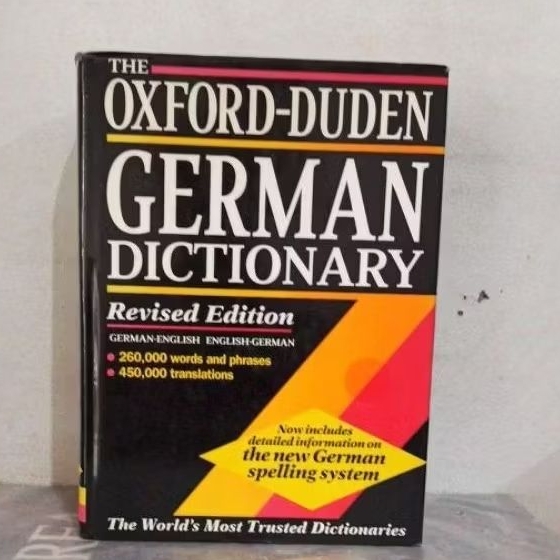 THE
OXFORD-DUDEN
GERMAN
DICTIONARY
Revised Edition
GERMAN-ENGLISH ENGLISH-GERMAN
• 260,000 words and phrases
• 450,000 translations
Now includes
detailed information on
the new German
spelling system
The World's Most Trusted Dictionaries
RE